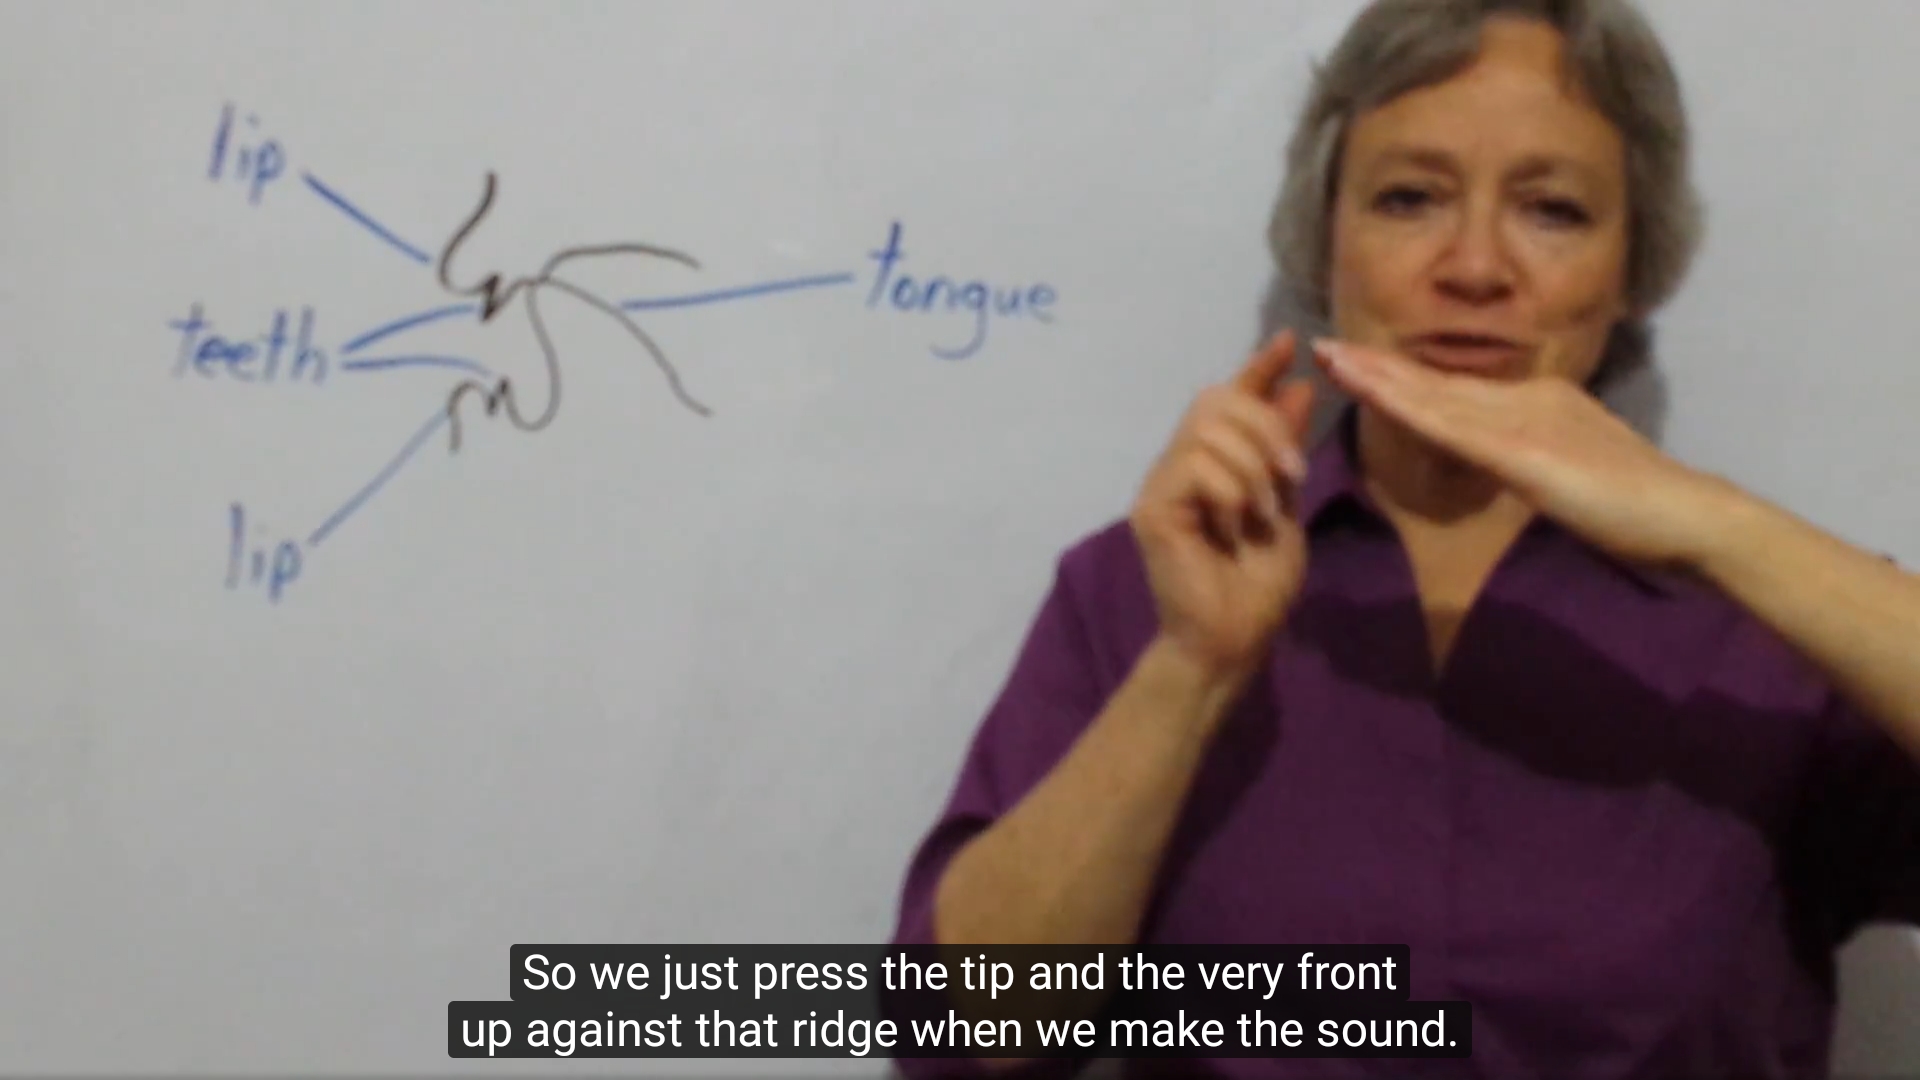 lip
teeth
tongue
lip
So we just press the tip and the very front
up against that ridge when we make the sound.